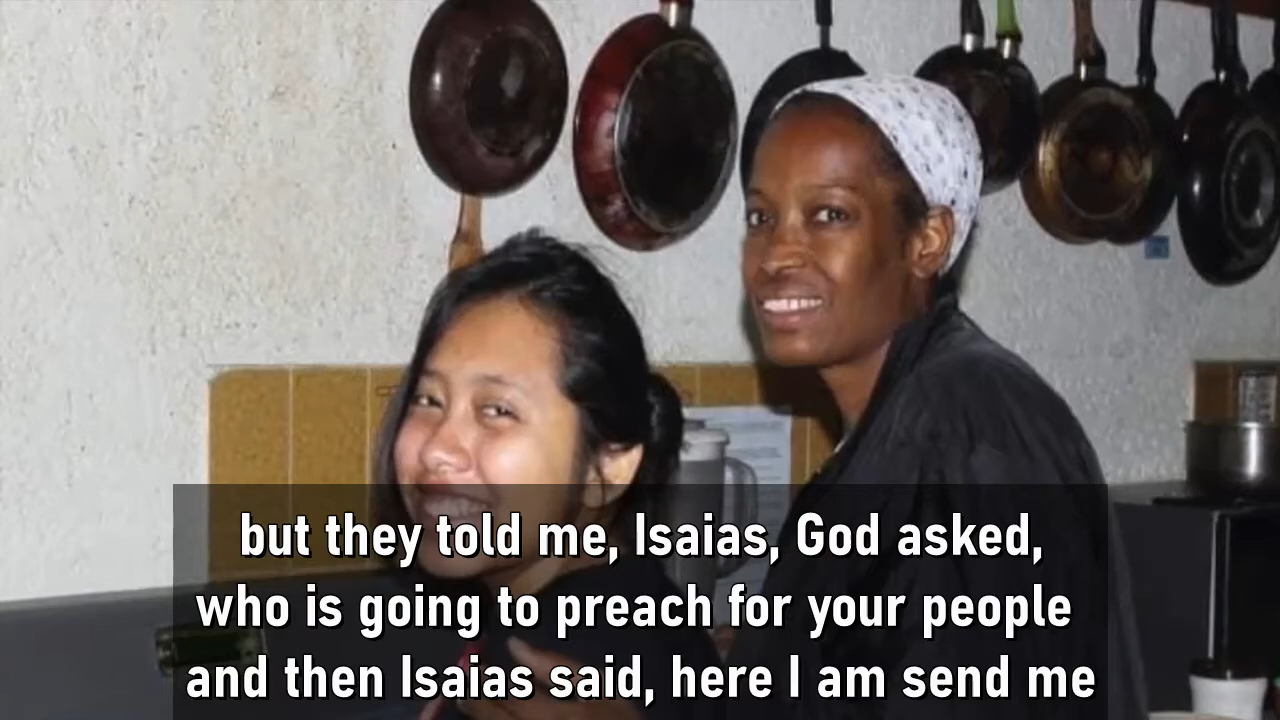 but they told me, Isaias, God asked,
who is going to preach for your people
and then Isaias said, here I am send me